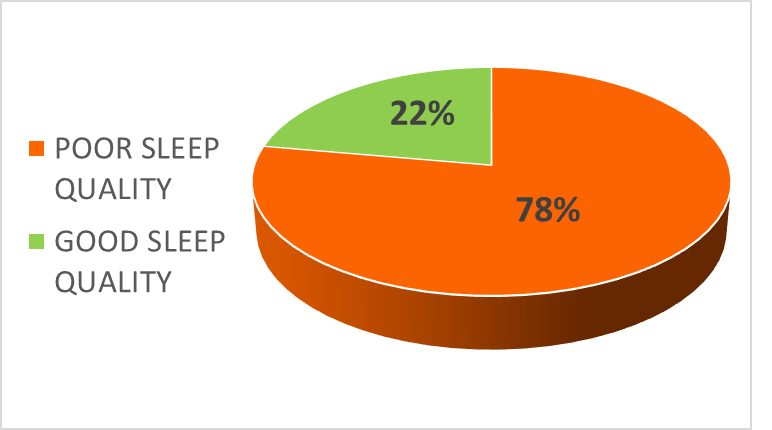 22%
POOR SLEEP
QUALITY
78%
GOOD SLEEP
QUALITY